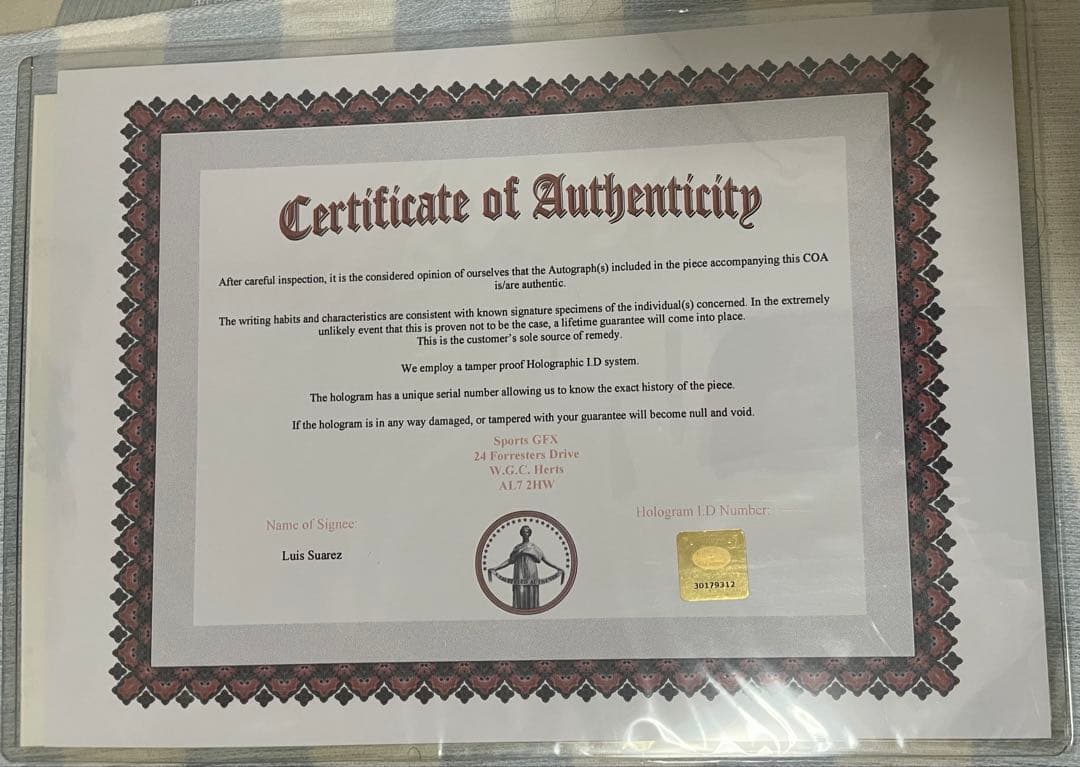 Certificate of Authenticity
After careful inspection, it is the considered opinion of ourselves that the Autograph(s) included in the piece accompanying this COA
is/are authentic.
The writing habits and characteristics are consistent with known signature specimens of the individual(s) concerned. In the extremely
unlikely event that this is proven not to be the case, a lifetime guarantee will come into place.
This is the customer's sole source of remedy.
We employ a tamper proof Holographic I.D system.
The hologram has a unique serial number allowing us to know the exact history of the piece.
If the hologram is in any way damaged, or tampered with your guarantee will become null and void.
Sports GFX
24 Forresters Drive
W.G.C. Herts
AL7 2HW
Name of Signee:
Luis Suarez
Hologram I.D Number:
30179312